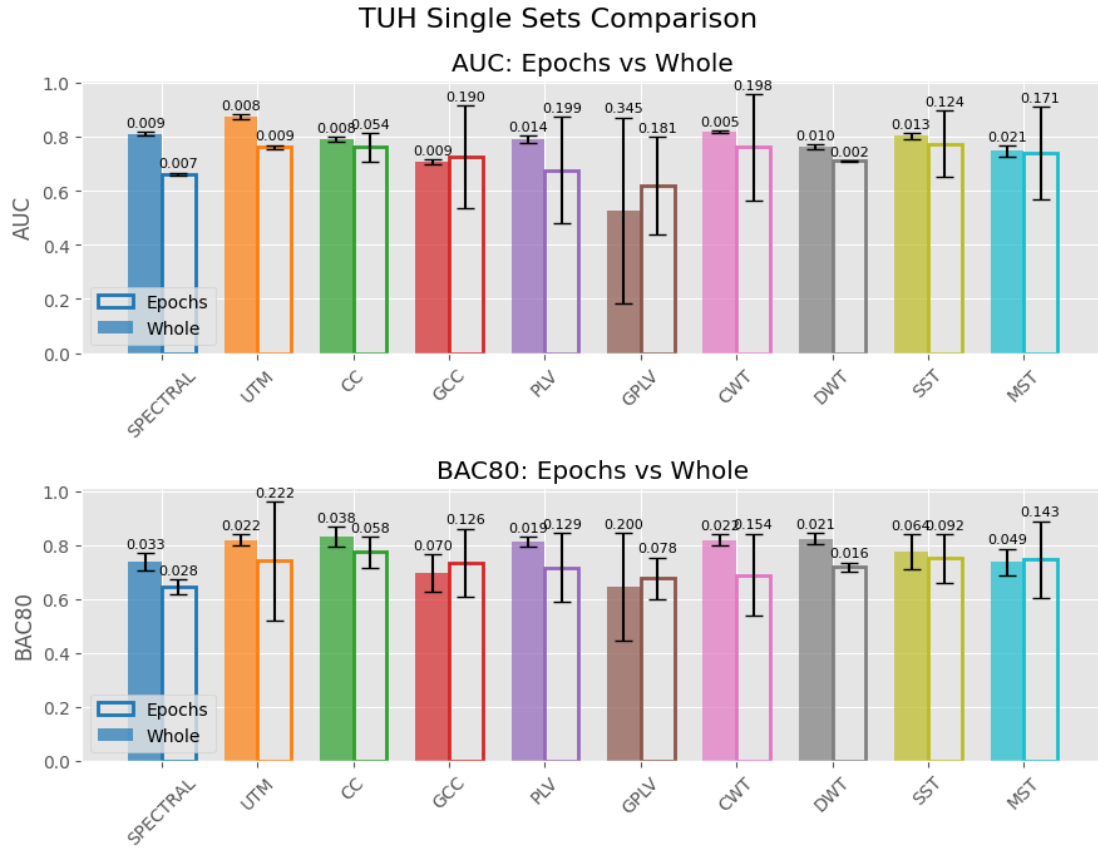 TUH Single Sets Comparison
AUC: Epochs vs Whole
AUC
1.0
0.8
0.6
0.4
0.2
0.0
0.009
0.007
0.008
0.009
0.008
0.054
0.009
0.190
0.014
0.199
0.345
0.181
0.005
0.198
0.010
0.002
0.013
0.124
0.021
0.171
Epochs
Whole
SPECTRAL
UTM
CC
GCC
PLV
GPLV
CWT
DWT
SST
MST
BAC80: Epochs vs Whole
BAC80
1.0
0.8
0.6
0.4
0.2
0.0
0.033
0.028
0.022
0.222
0.038
0.058
0.070
0.126
0.019
0.129
0.200
0.078
0.022
0.154
0.021
0.016
0.064
0.092
0.049
0.143
Epochs
Whole
SPECTRAL
UTM
CC
GCC
PLV
GPLV
CWT
DWT
SST
MST